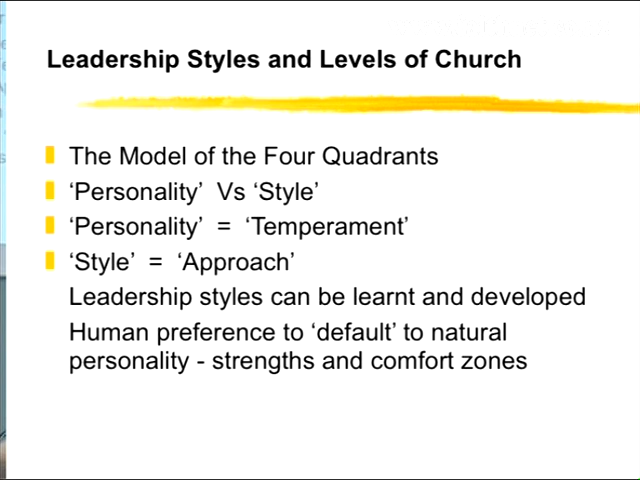 Leadership Styles and Levels of Church
The Model of the Four Quadrants
‘Personality’ Vs ‘Style’
‘Personality’ = ‘Temperament’
‘Style’ = ‘Approach’
Leadership styles can be learnt and developed
Human preference to ‘default’ to natural
personality - strengths and comfort zones